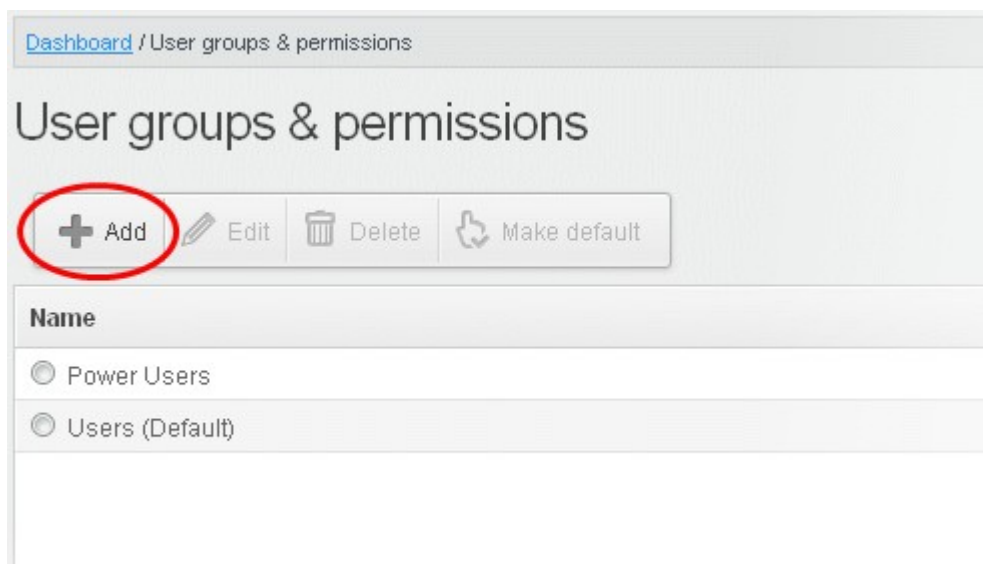 Dashboard / User groups & permissions
User groups & permissions
Add Edit Delete Make default
Name
Power Users
Users (Default)